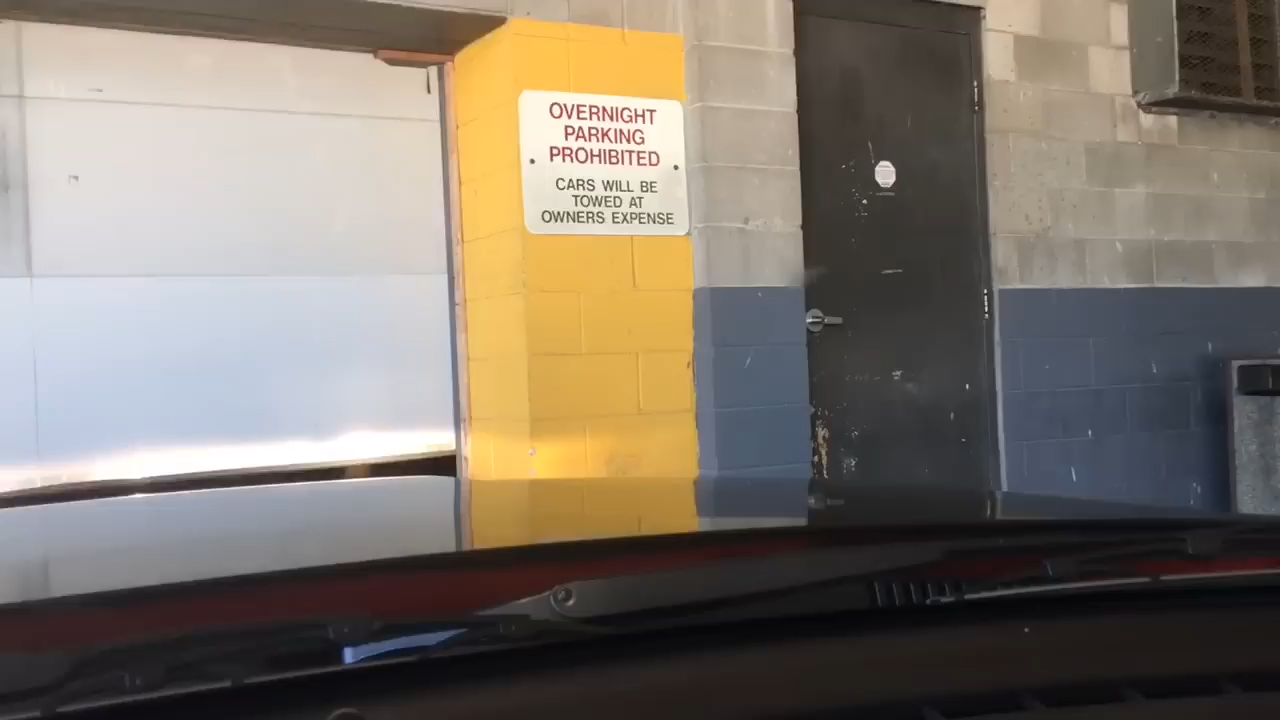 OVERNIGHT
PARKING
PROHIBITED
CARS WILL BE
TOWED AT
OWNERS EXPENSE